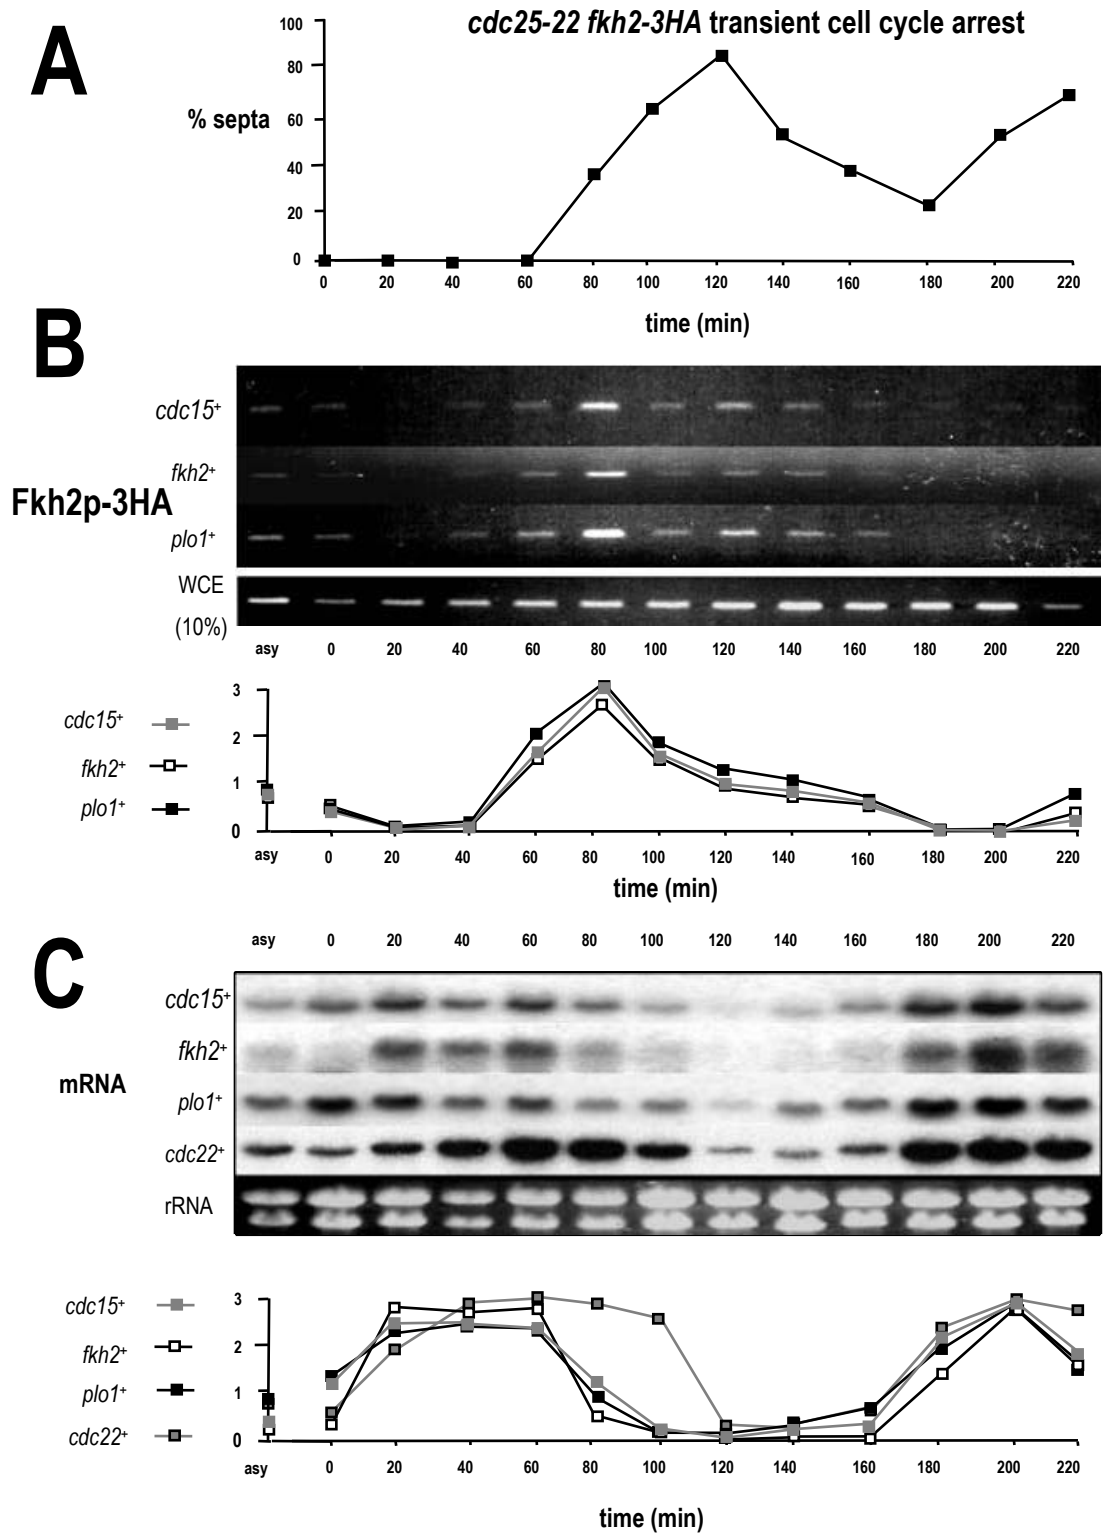 A
cdc25-22 fkh2-3HA transient cell cycle arrest
% septa
100
80
60
40
20
0
0 20 40 60 80 100 120 140 160 180 200 220
time (min)
B
Fkh2p-3HA
cdc15+
fkh2+
plo1+
WCE
(10%)
asy 0 20 40 60 80 100 120 140 160 180 200 220
cdc15+
fkh2+
plo1+
3
2
1
0
asy 0 20 40 60 80 100 120 140 160 180 200 220
time (min)
C
asy 0 20 40 60 80 100 120 140 160 180 200 220
mRNA
cdc15+
fkh2+
plo1+
cdc22+
rRNA
cdc15+
fkh2+
plo1+
cdc22+
3
2
1
0
asy 0 20 40 60 80 100 120 140 160 180 200 220
time (min)